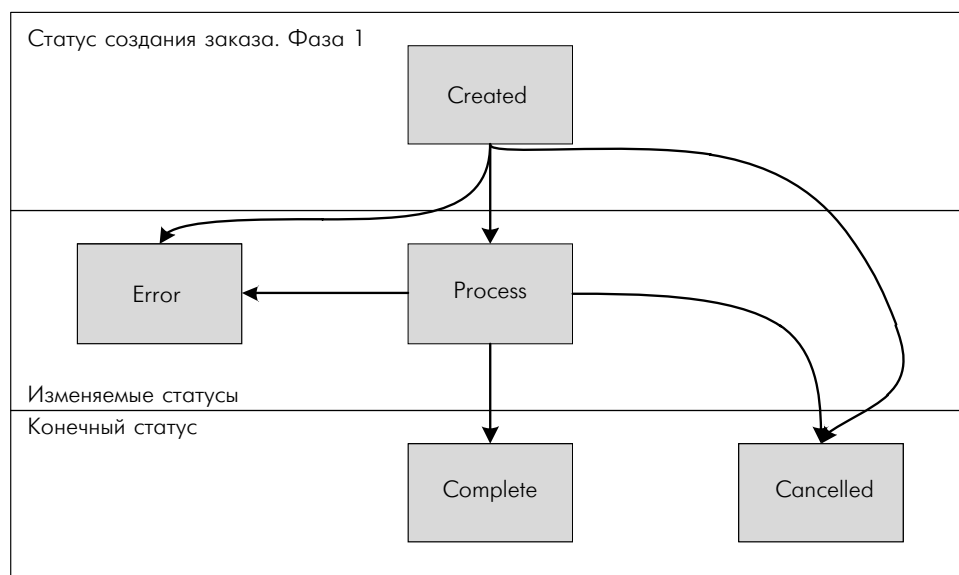 Статус создания заказа. Фаза 1
Created
Error
Process
Изменяемые статусы
Конечный статус
Complete
Cancelled